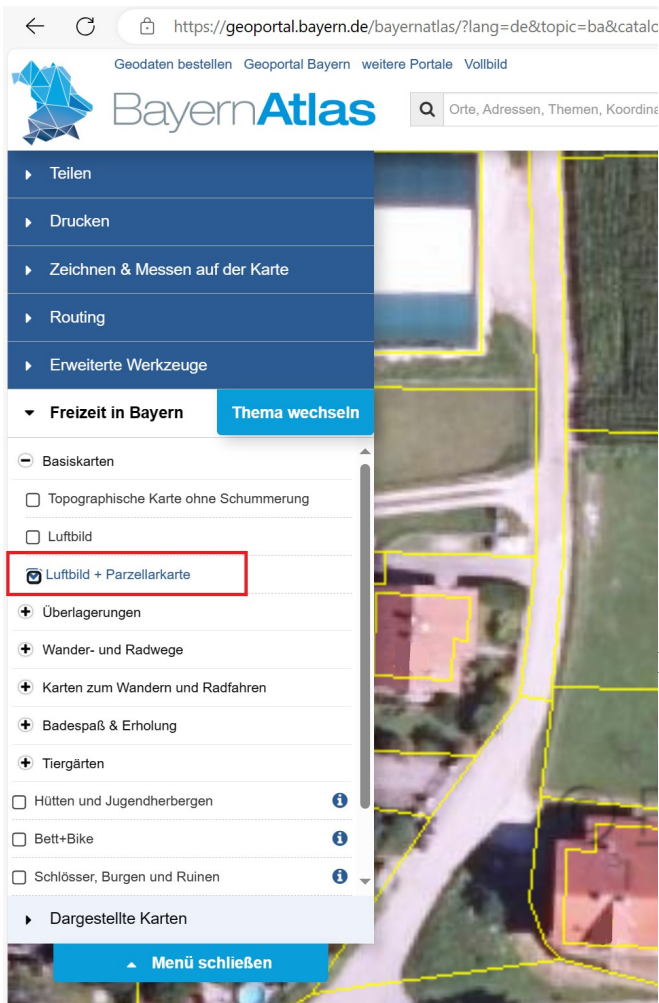 https://geoportal.bayern.de/bayernatlas/?lang=de&topic=ba&catalo
Geodaten bestellen Geoportal Bayern weitere Portale Vollbild
BayernAtlas
Orte, Adressen, Themen, Koordina
Teilen
Drucken
Zeichnen & Messen auf der Karte
Routing
Erweiterte Werkzeuge
Freizeit in Bayern Thema wechseln
Basiskarten
Topographische Karte ohne Schummerung
Luftbild
Luftbild + Parzellarkarte
Überlagerungen
Wander- und Radwege
Karten zum Wandern und Radfahren
Badespaß & Erholung
Tiergärten
Hütten und Jugendherbergen
Bett+Bike
Schlösser, Burgen und Ruinen
Dargestellte Karten
Menü schließen